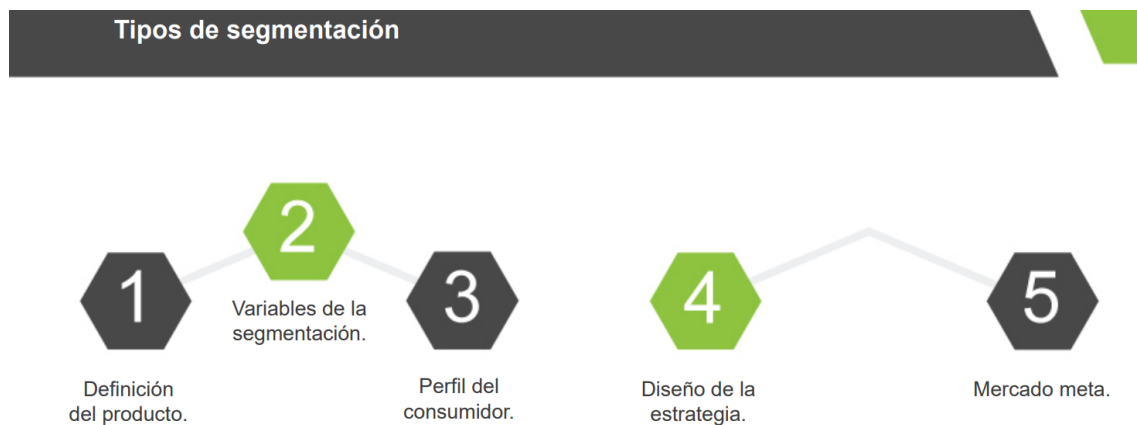 Tipos de segmentación
1
Definición
del producto.
2
Variables de la
segmentación.
3
Perfil del
consumidor.
4
Diseño de la
estrategia.
5
Mercado meta.